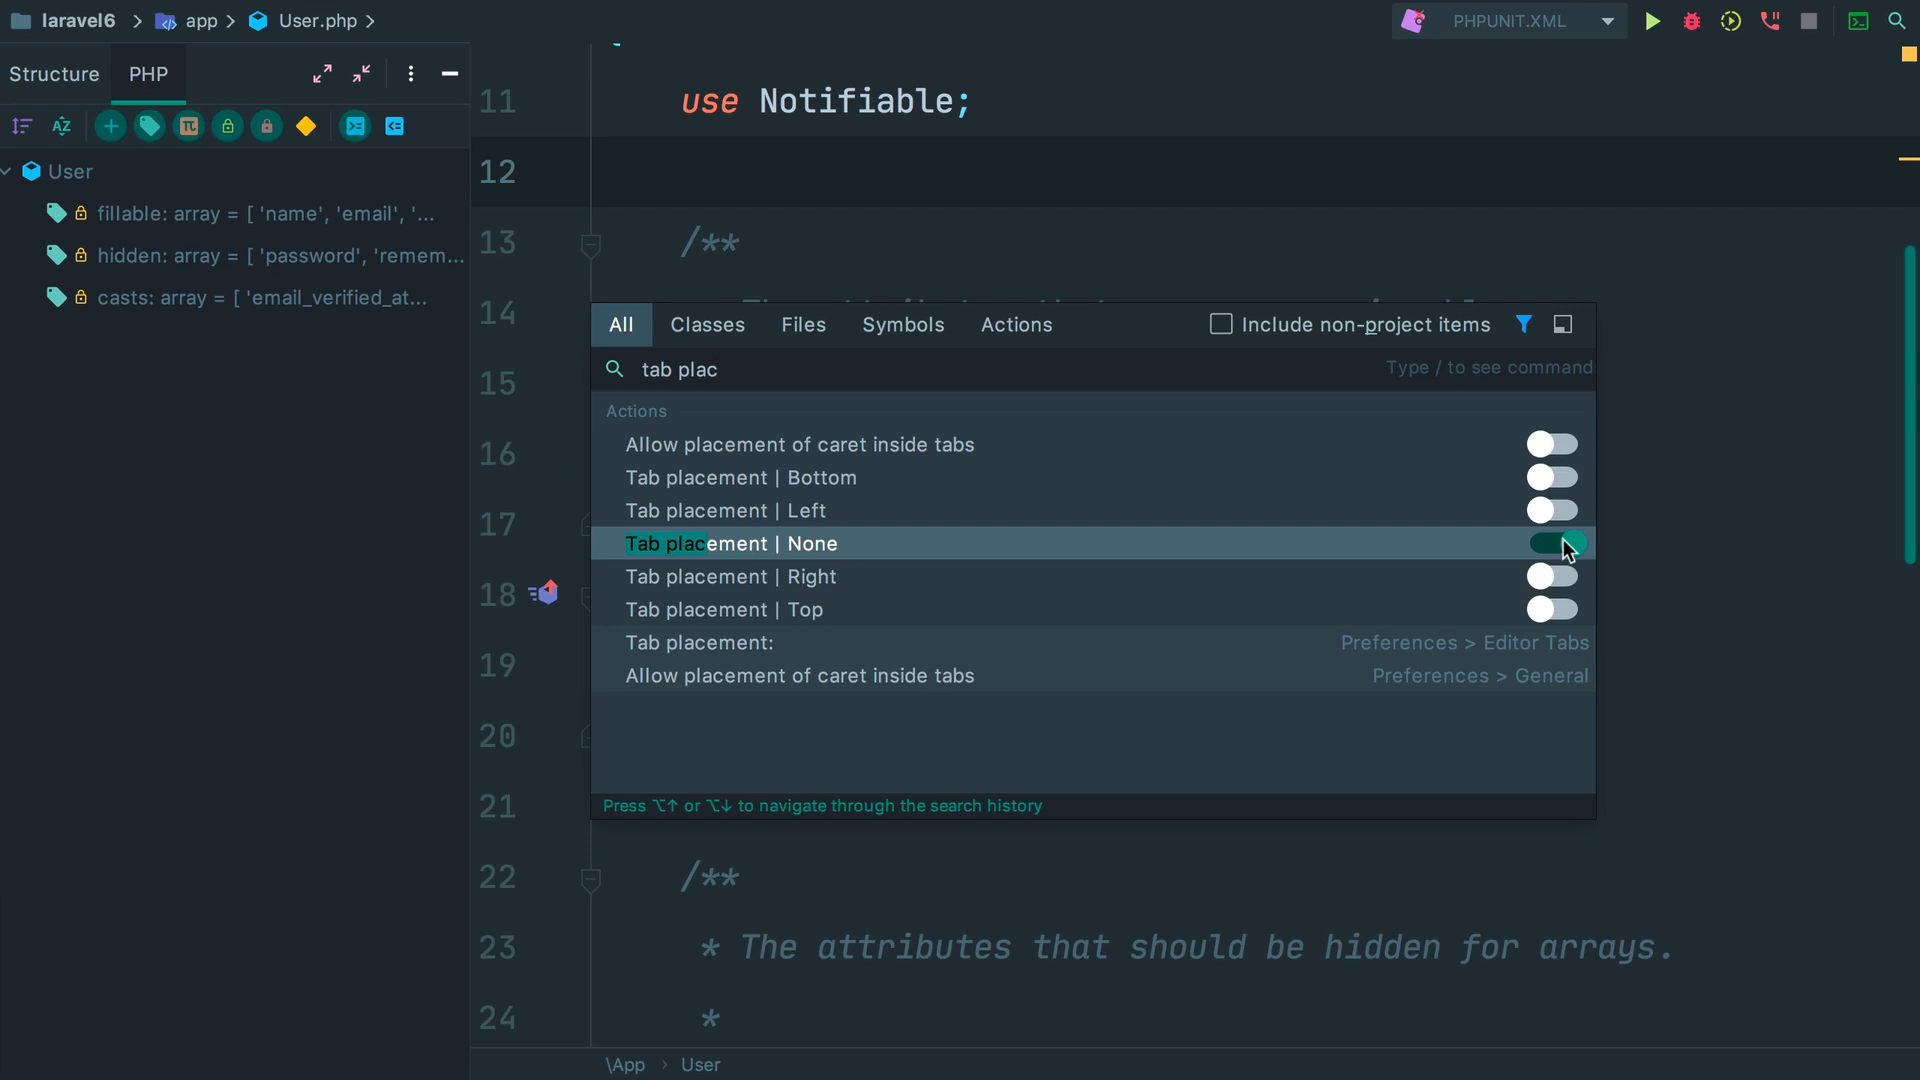 laravel6 > app > User.php >
PHPUNIT.XML
Structure PHP
User
fillable: array = [ 'name', 'email', '...
hidden: array = [ 'password', 'remem...
casts: array = [ 'email_verified_at...
11 use Notifiable;
12
13 /**
14
15
16
17
18
19
20
21
22 /**
23 * The attributes that should be hidden for arrays.
24 *
All Classes Files Symbols Actions Include non-project items
tab plac Type / to see command
Actions
Allow placement of caret inside tabs
Tab placement | Bottom
Tab placement | Left
Tab placement | None
Tab placement | Right
Tab placement | Top
Tab placement: Preferences > Editor Tabs
Allow placement of caret inside tabs Preferences > General
Press ⌥↑ or ⌥↓ to navigate through the search history
\App > User